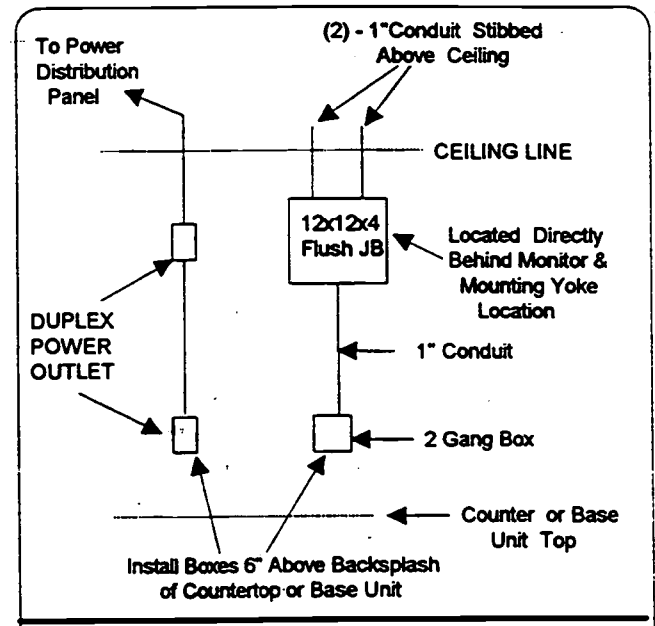 To Power
Distribution
Panel
(2) - 1"Conduit Stibbed
Above Ceiling
CEILING LINE
12x12x4
Flush JB
Located Directly
Behind Monitor &
Mounting Yoke
Location
DUPLEX
POWER
OUTLET
1" Conduit
2 Gang Box
Counter or Base
Unit Top
Install Boxes 6" Above Backsplash
of Countertop or Base Unit